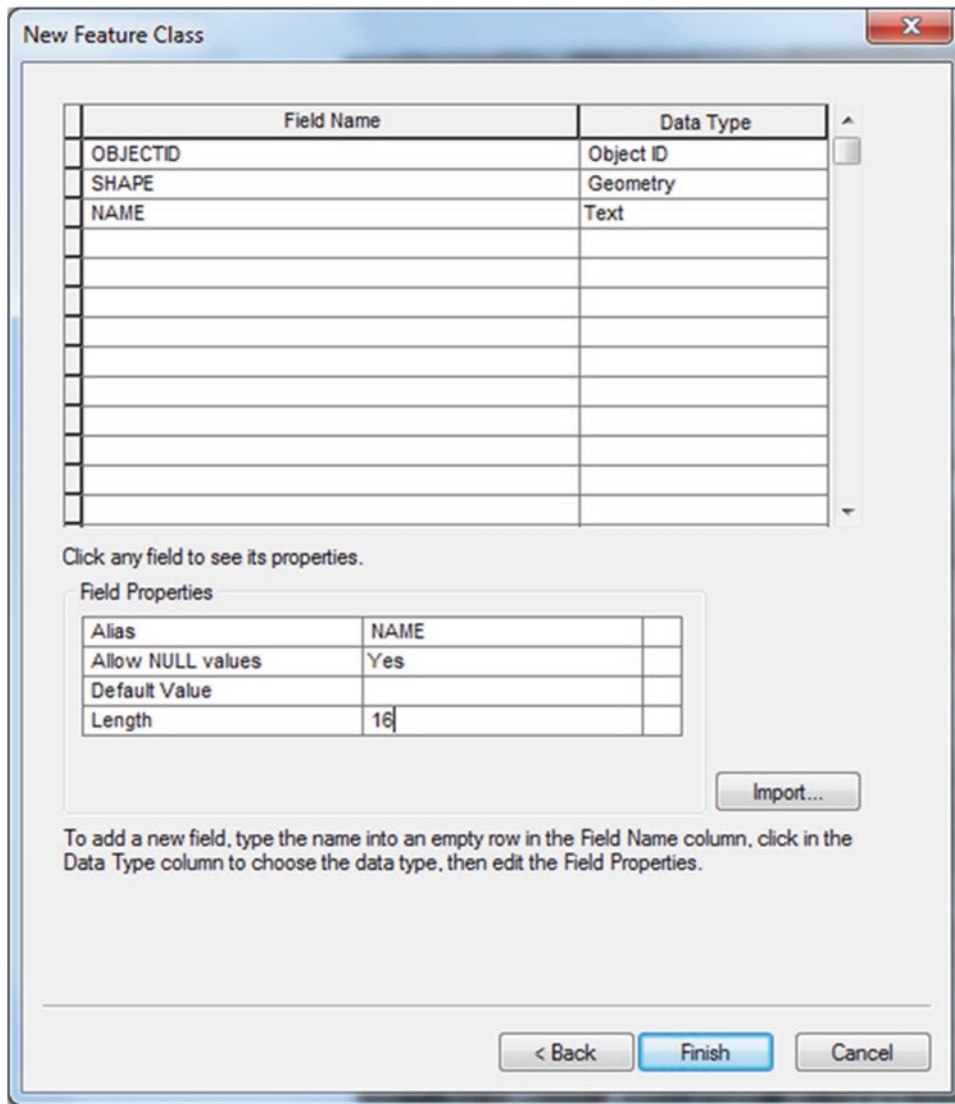 New Feature Class
Field Name Data Type
OBJECTID Object ID
SHAPE Geometry
NAME Text
Click any field to see its properties.
Field Properties
Alias NAME
Allow NULL values Yes
Default Value
Length 16
Import...
To add a new field, type the name into an empty row in the Field Name column, click in the
Data Type column to choose the data type, then edit the Field Properties.
< Back Finish Cancel